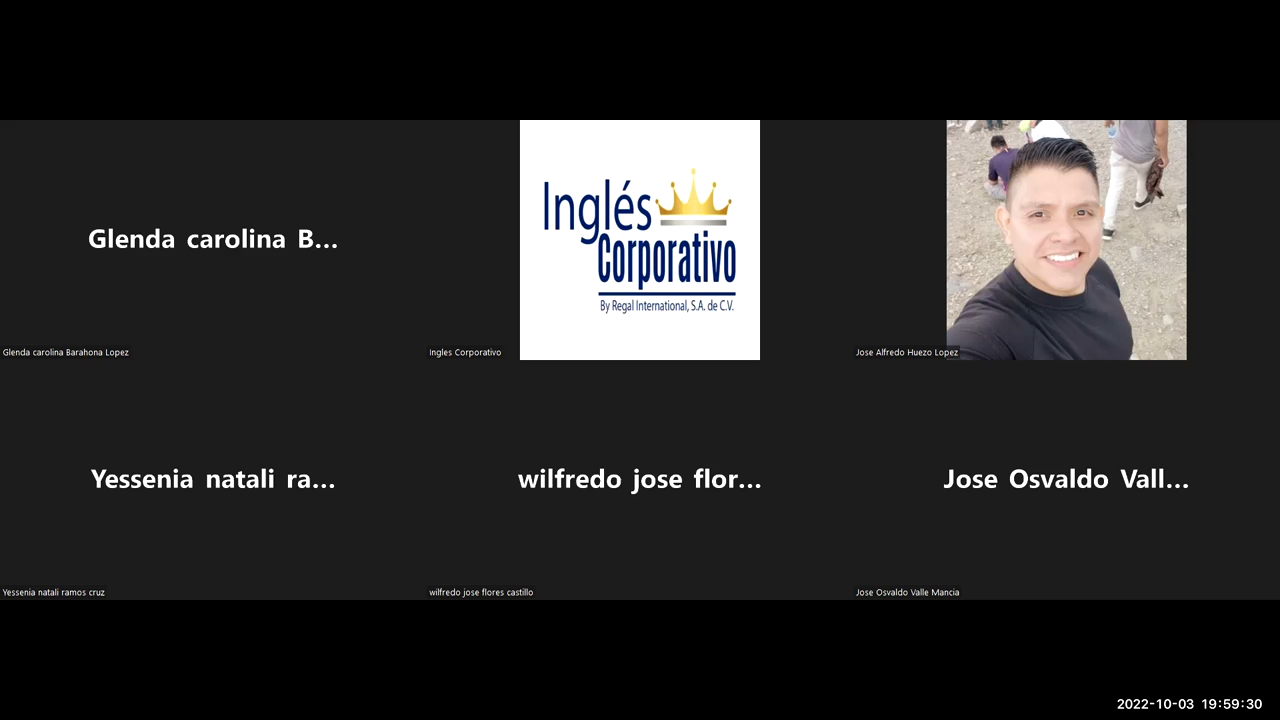 Glenda carolina B...
Glenda carolina Barahona Lopez
Inglés
Corporativo
By Regal International, S.A. de C.V.
Ingles Corporativo
Jose Alfredo Huezo Lopez
Yessenia natali ra...
Yessenia natali ramos cruz
wilfredo jose flor...
wilfredo jose flores castillo
Jose Osvaldo Vall...
Jose Osvaldo Valle Mancia
2022-10-03 19:59:30